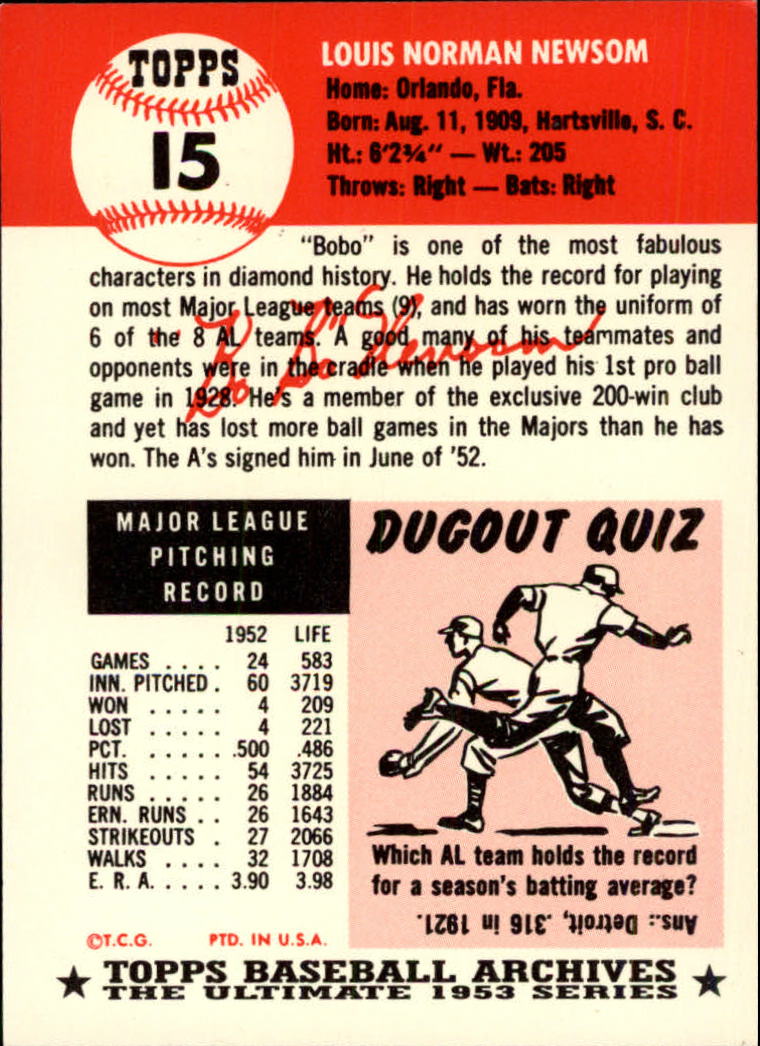 TOPPS
15
LOUIS NORMAN NEWSOM
Home: Orlando, Fla.
Born: Aug. 11, 1909, Hartsville, S. C.
Ht.: 6'2¾" — Wt.: 205
Throws: Right — Bats: Right
"Bobo" is one of the most fabulous
characters in diamond history. He holds the record for playing
on most Major League teams (9), and has worn the uniform of
6 of the 8 AL teams. A good many of his teammates and
opponents were in the cradle when he played his 1st pro ball
game in 1928. He's a member of the exclusive 200-win club
and yet has lost more ball games in the Majors than he has
won. The A's signed him in June of '52.
"Bo Bo" Newsom
MAJOR LEAGUE
PITCHING
RECORD
1952 LIFE
GAMES . . . . 24 583
INN. PITCHED . 60 3719
WON . . . . . 4 209
LOST . . . . . 4 221
PCT. . . . . . .500 .486
HITS . . . . . 54 3725
RUNS . . . . . 26 1884
ERN. RUNS . . 26 1643
STRIKEOUTS . 27 2066
WALKS . . . . 32 1708
E. R. A. . . . . . 3.90 3.98
©T.C.G. PTD. IN U.S.A.
DUGOUT QUIZ
Which AL team holds the record
for a season's batting average?
Ans.: Detroit, .316 in 1921.
TOPPS BASEBALL ARCHIVES
THE ULTIMATE 1953 SERIES